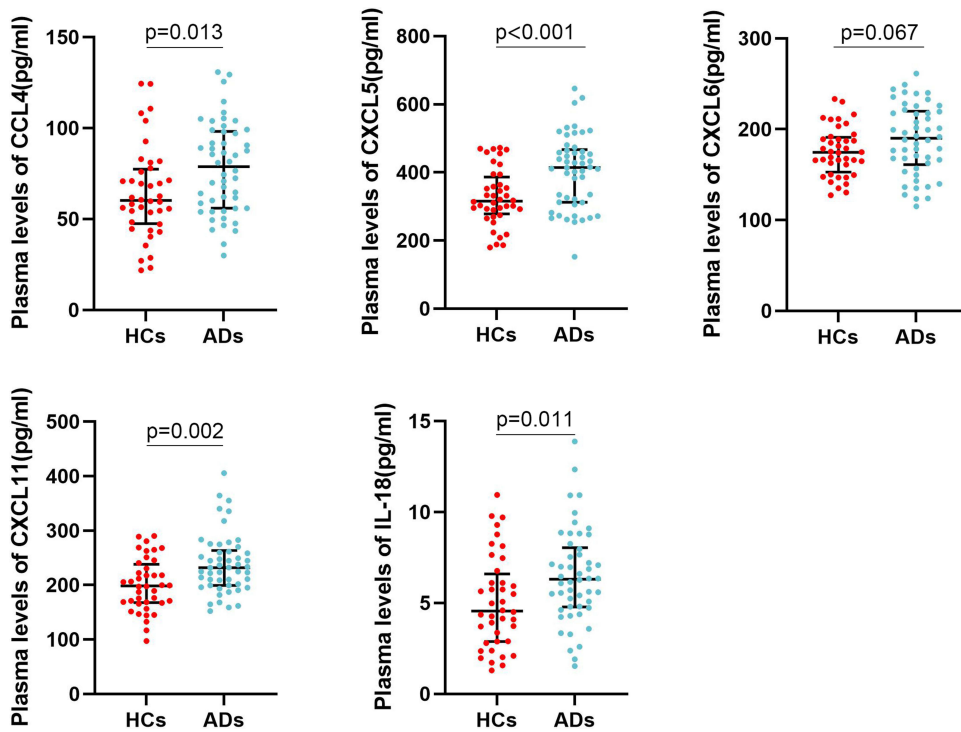 Plasma levels of CCL4(pg/ml)
p=0.013
150
100
50
0
HCs ADs
Plasma levels of CXCL5(pg/ml)
p<0.001
800
600
400
200
0
HCs ADs
Plasma levels of CXCL6(pg/ml)
p=0.067
300
200
100
0
HCs ADs
Plasma levels of CXCL11(pg/ml)
p=0.002
500
400
300
200
100
0
HCs ADs
Plasma levels of IL-18(pg/ml)
p=0.011
15
10
5
0
HCs ADs